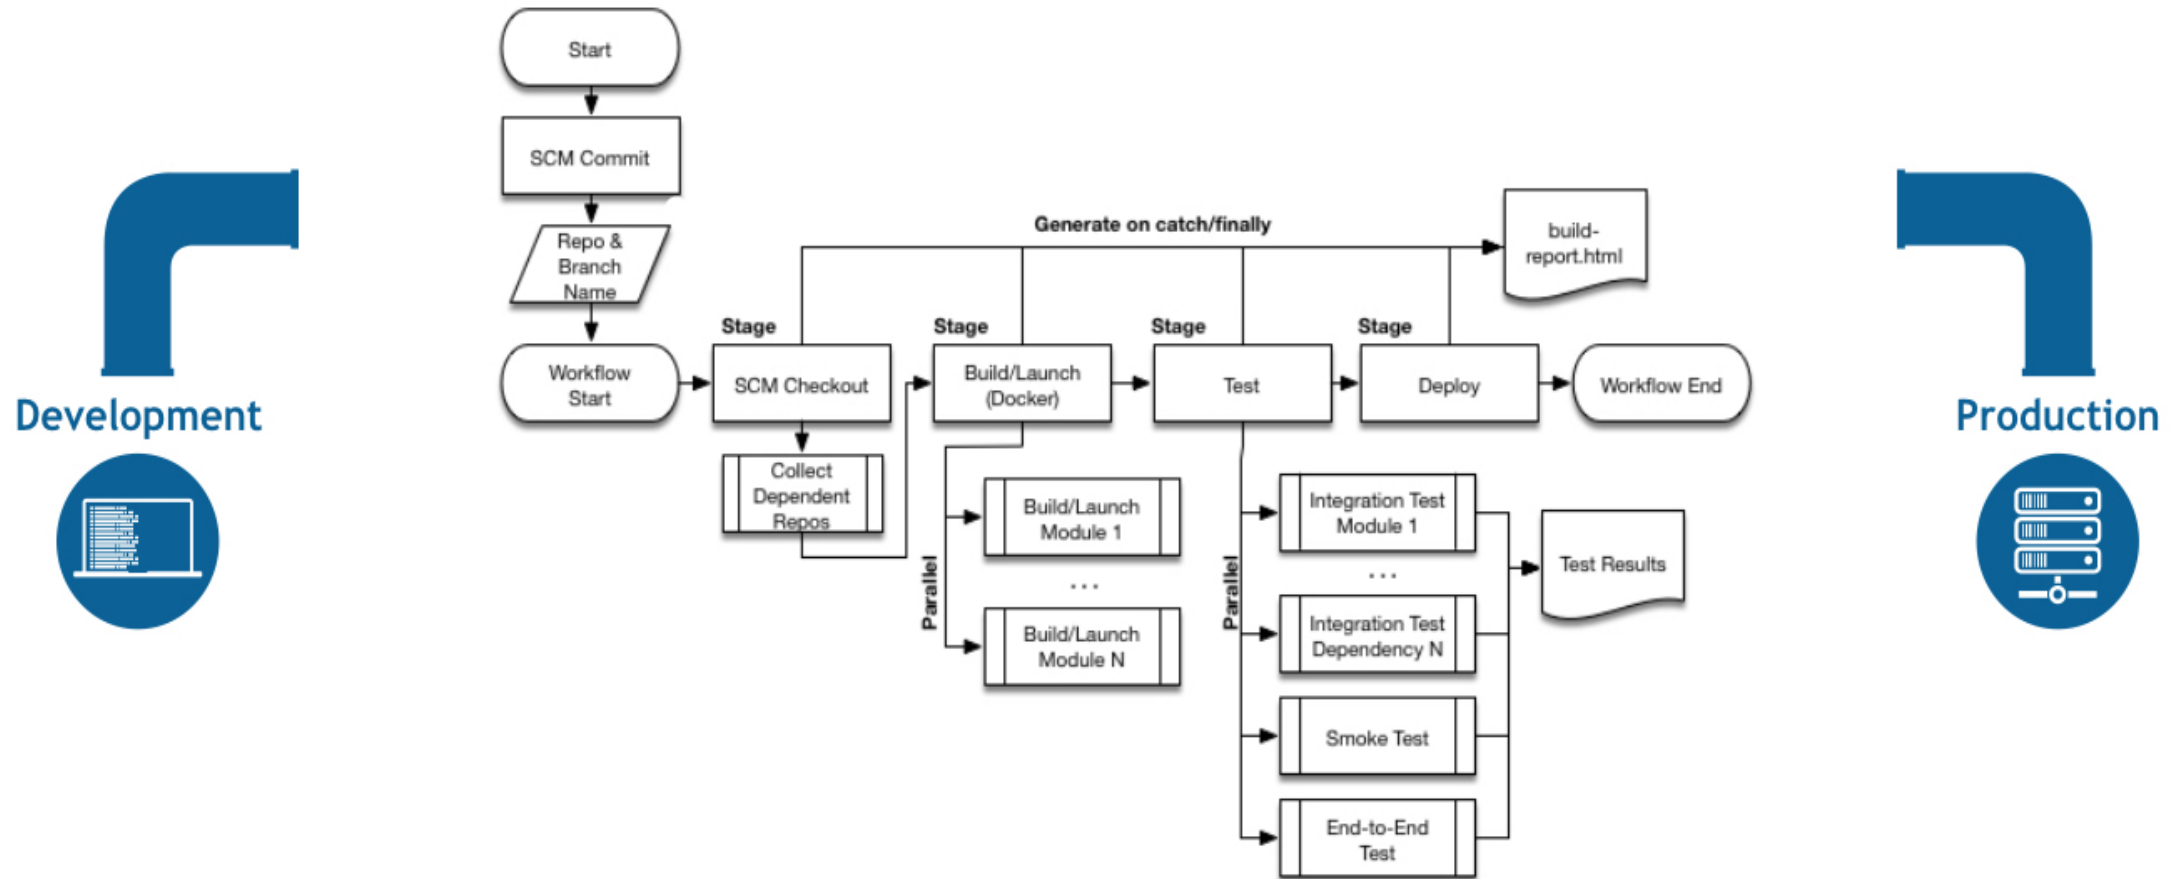 Start
SCM Commit
Repo &
Branch
Name
Generate on catch/finally
build-
report.html
Stage
Stage
Stage
Stage
Workflow
Start
SCM Checkout
Build/Launch
(Docker)
Test
Deploy
Workflow End
Development
Production
Collect
Dependent
Repos
Parallel
Build/Launch
Module 1
...
Build/Launch
Module N
Parallel
Integration Test
Module 1
...
Integration Test
Dependency N
Smoke Test
End-to-End
Test
Test Results